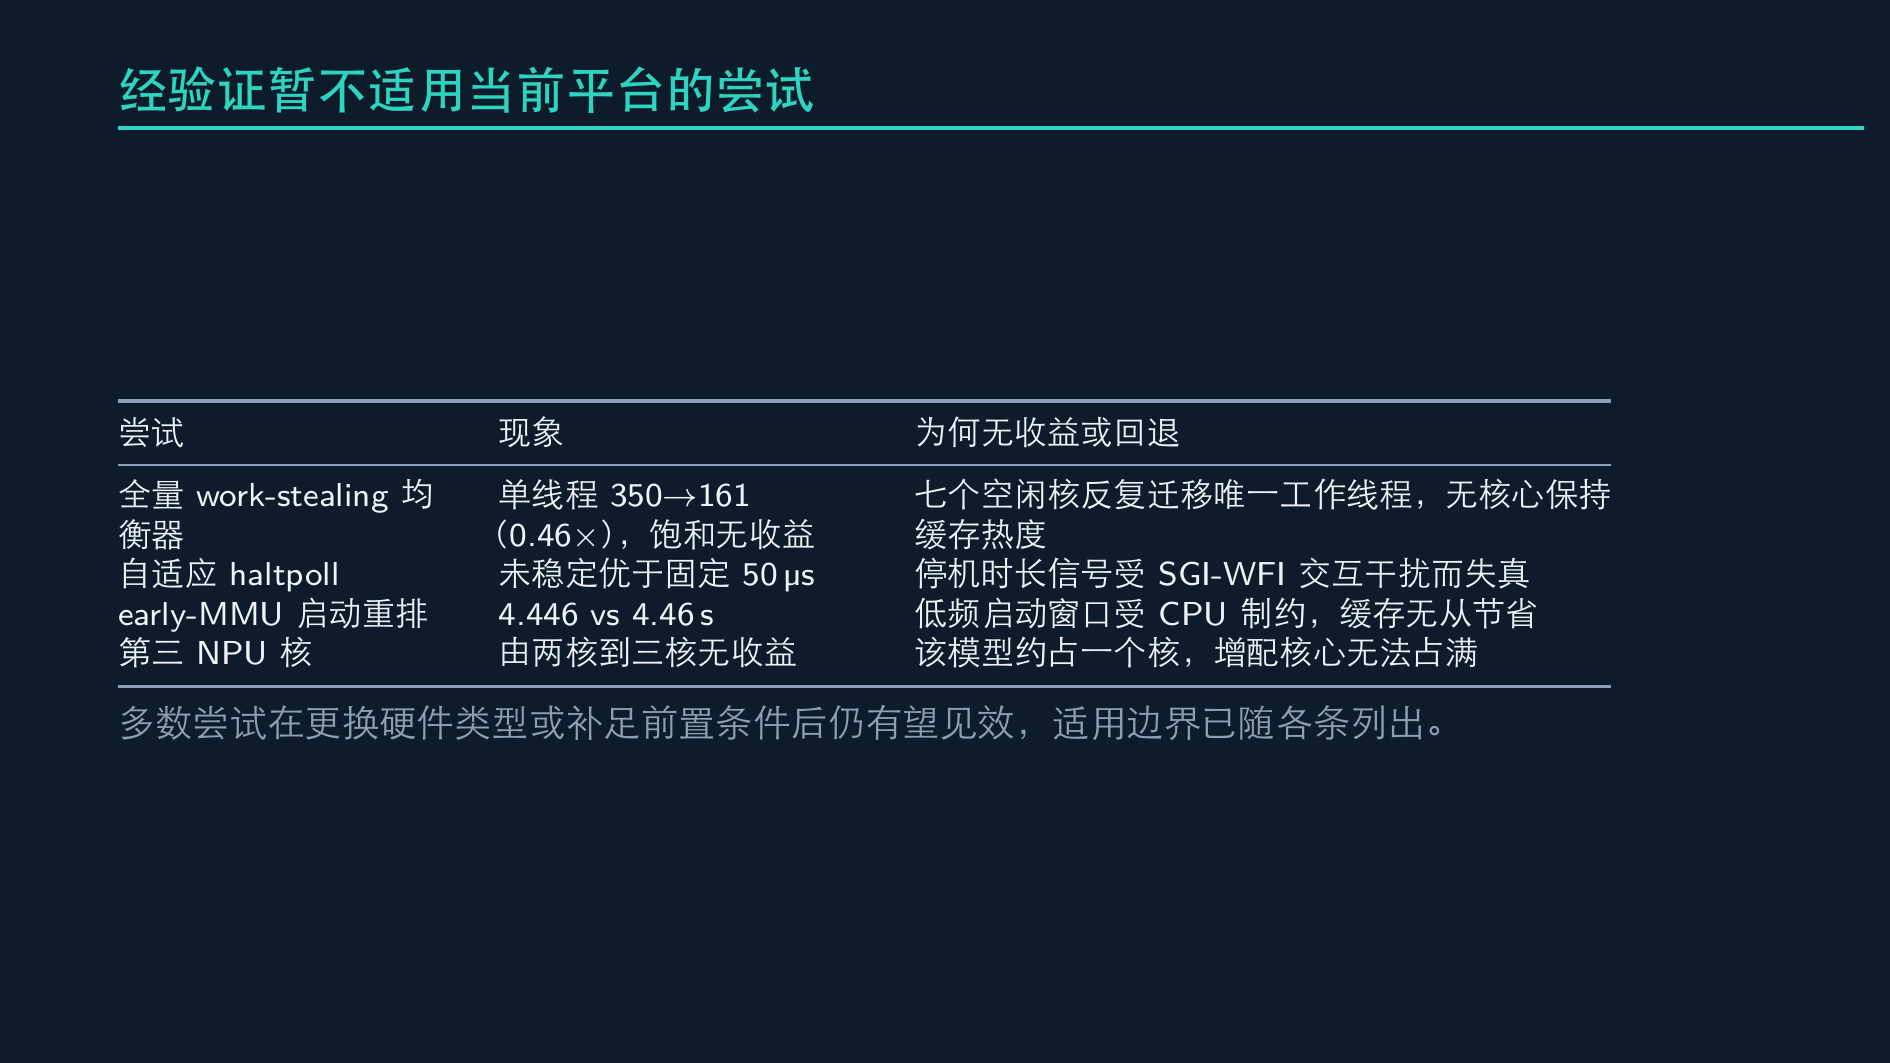 经验证暂不适用当前平台的尝试
尝试 现象 为何无收益或回退
全量 work-stealing 均衡器 单线程 350→161 (0.46×)，饱和无收益 七个空闲核反复迁移唯一工作线程，无核心保持缓存热度
自适应 haltpoll 未稳定优于固定 50 µs 停机时长信号受 SGI-WFI 交互干扰而失真
early-MMU 启动重排 4.446 vs 4.46 s 低频启动窗口受 CPU 制约，缓存无从节省
第三 NPU 核 由两核到三核无收益 该模型约占一个核，增配核心无法占满
多数尝试在更换硬件类型或补足前置条件后仍有望见效，适用边界已随各条列出。